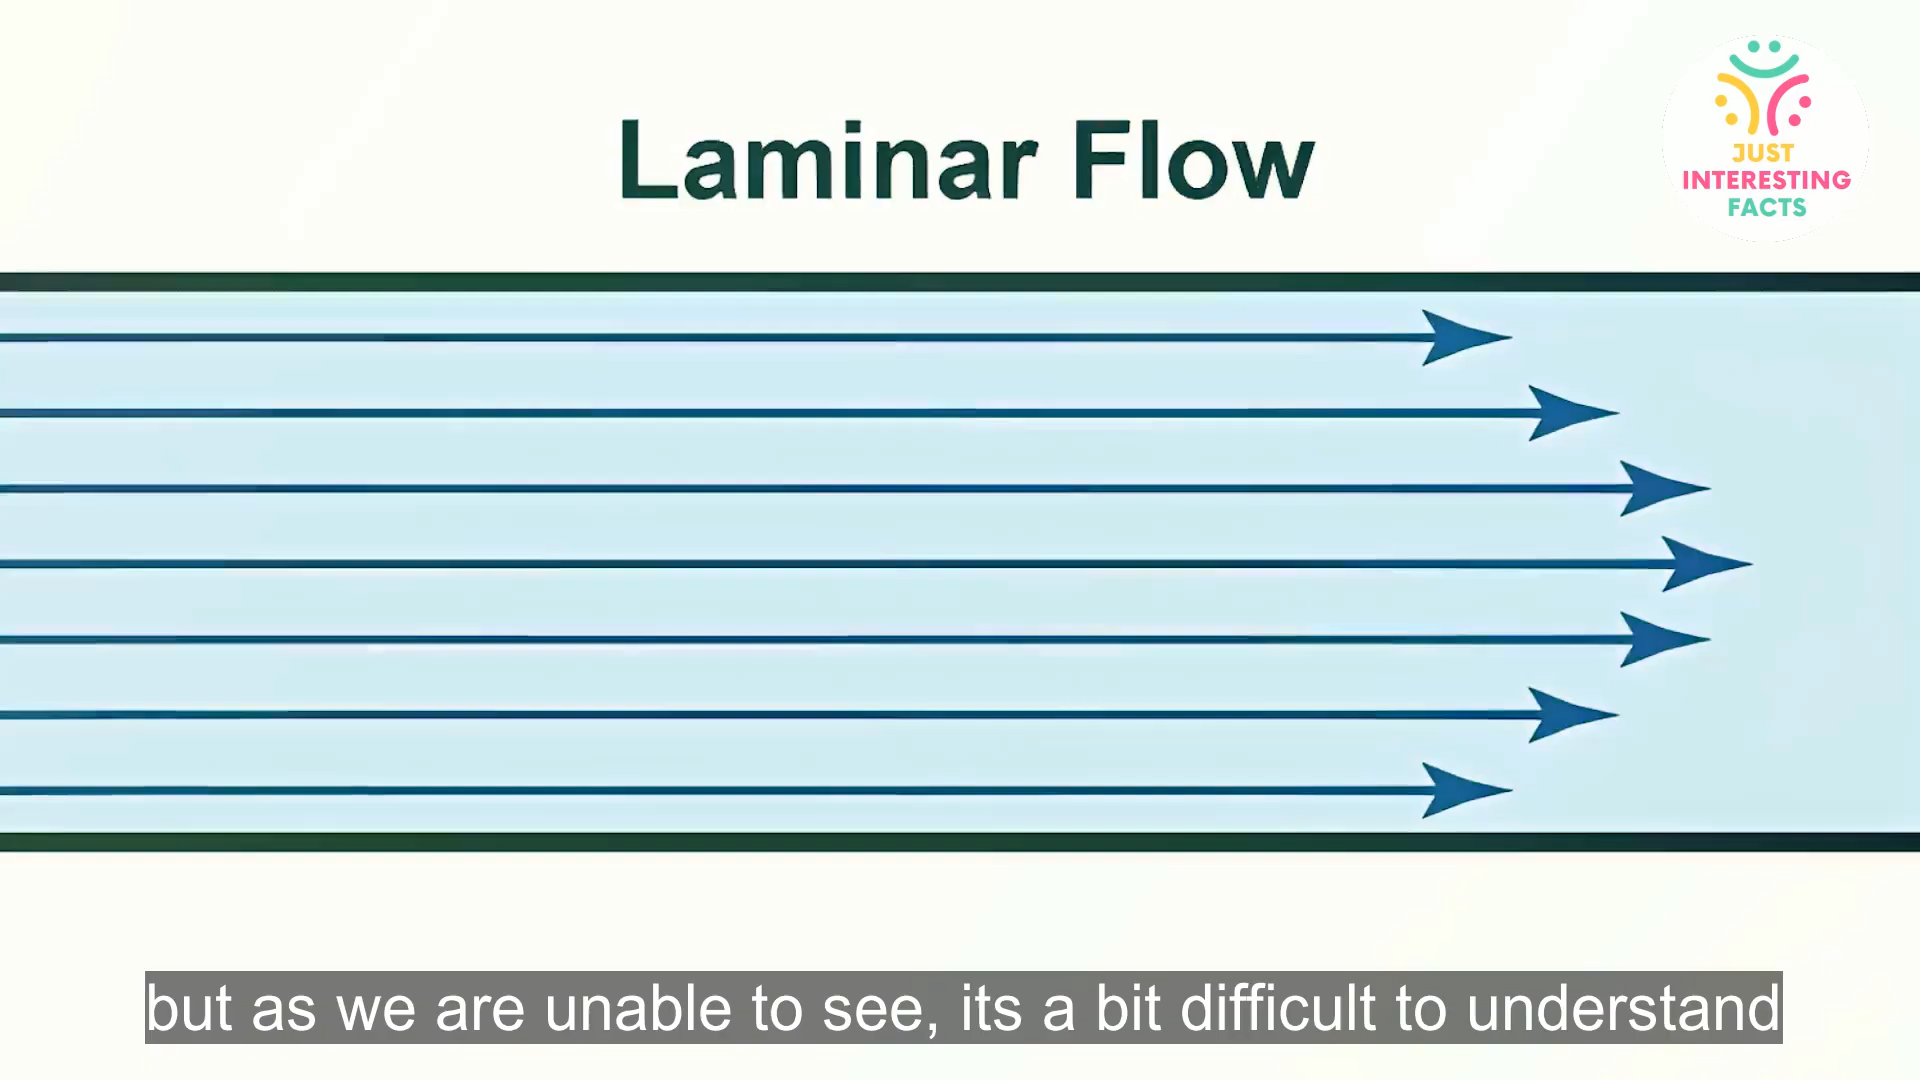 Laminar Flow
JUST
INTERESTING
FACTS
but as we are unable to see, its a bit difficult to understand